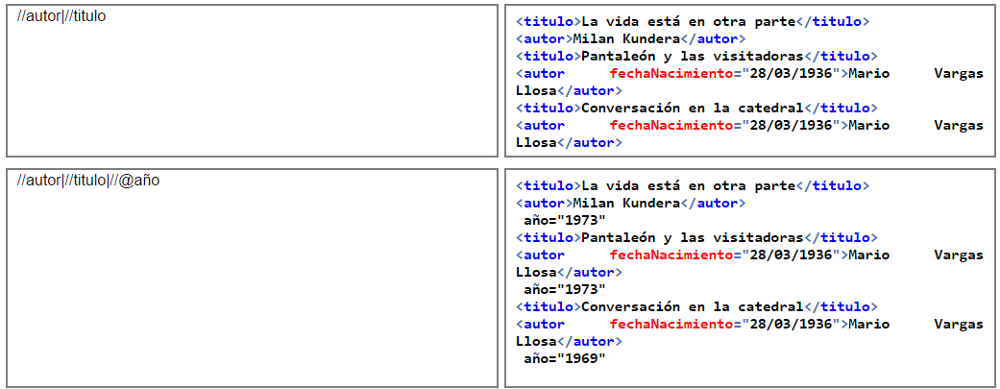 //autor|//titulo
<titulo>La vida está en otra parte</titulo>
<autor>Milan Kundera</autor>
<titulo>Pantaleón y las visitadoras</titulo>
<autor fechaNacimiento="28/03/1936">Mario Vargas
Llosa</autor>
<titulo>Conversación en la catedral</titulo>
<autor fechaNacimiento="28/03/1936">Mario Vargas
Llosa</autor>
//autor|//titulo|//@año
<titulo>La vida está en otra parte</titulo>
<autor>Milan Kundera</autor>
año="1973"
<titulo>Pantaleón y las visitadoras</titulo>
<autor fechaNacimiento="28/03/1936">Mario Vargas
Llosa</autor>
año="1973"
<titulo>Conversación en la catedral</titulo>
<autor fechaNacimiento="28/03/1936">Mario Vargas
Llosa</autor>
año="1969"